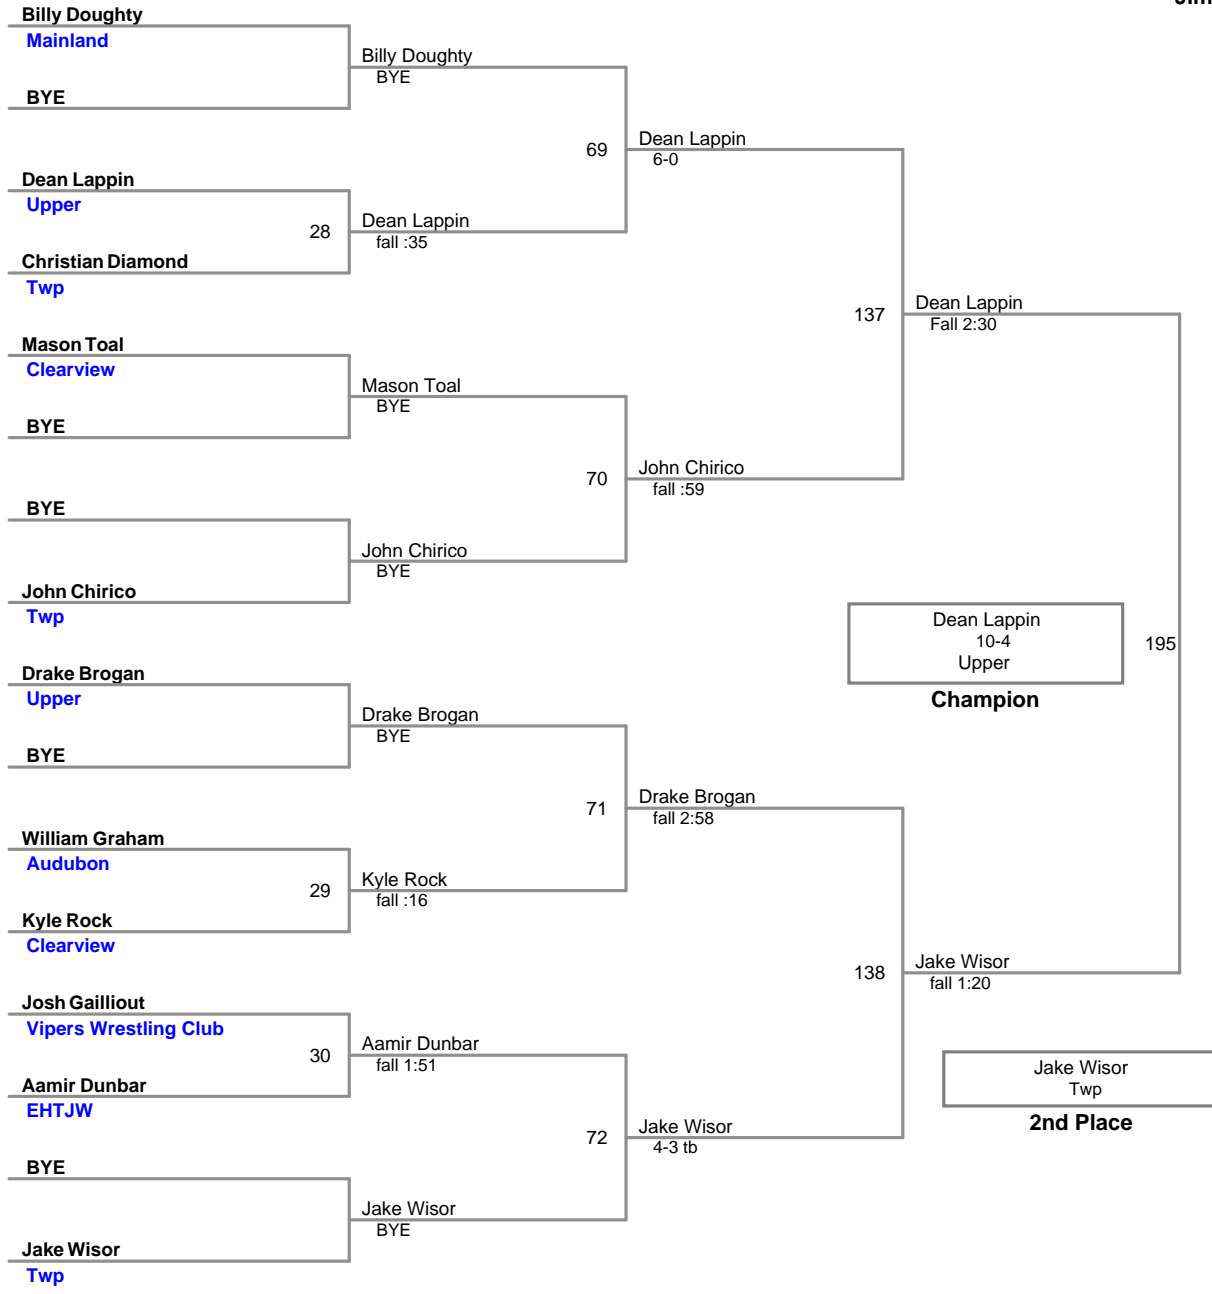 Jim
Billy Doughty
Mainland
BYE
Dean Lappin
Upper
28
Christian Diamond
Twp
Mason Toal
Clearview
BYE
BYE
John Chirico
Twp
Drake Brogan
Upper
BYE
William Graham
Audubon
29
Kyle Rock
Clearview
Josh Gailliout
Vipers Wrestling Club
30
Aamir Dunbar
EHTJW
BYE
Jake Wisor
Twp
Billy Doughty
BYE
69
Dean Lappin
fall :35
Mason Toal
BYE
70
John Chirico
BYE
Drake Brogan
BYE
71
Kyle Rock
fall :16
Aamir Dunbar
fall 1:51
72
Jake Wisor
BYE
Dean Lappin
6-0
137
John Chirico
fall :59
Drake Brogan
fall 2:58
138
Jake Wisor
4-3 tb
Dean Lappin
Fall 2:30
195
Jake Wisor
fall 1:20
Dean Lappin
10-4
Upper
Champion
Jake Wisor
Twp
2nd Place